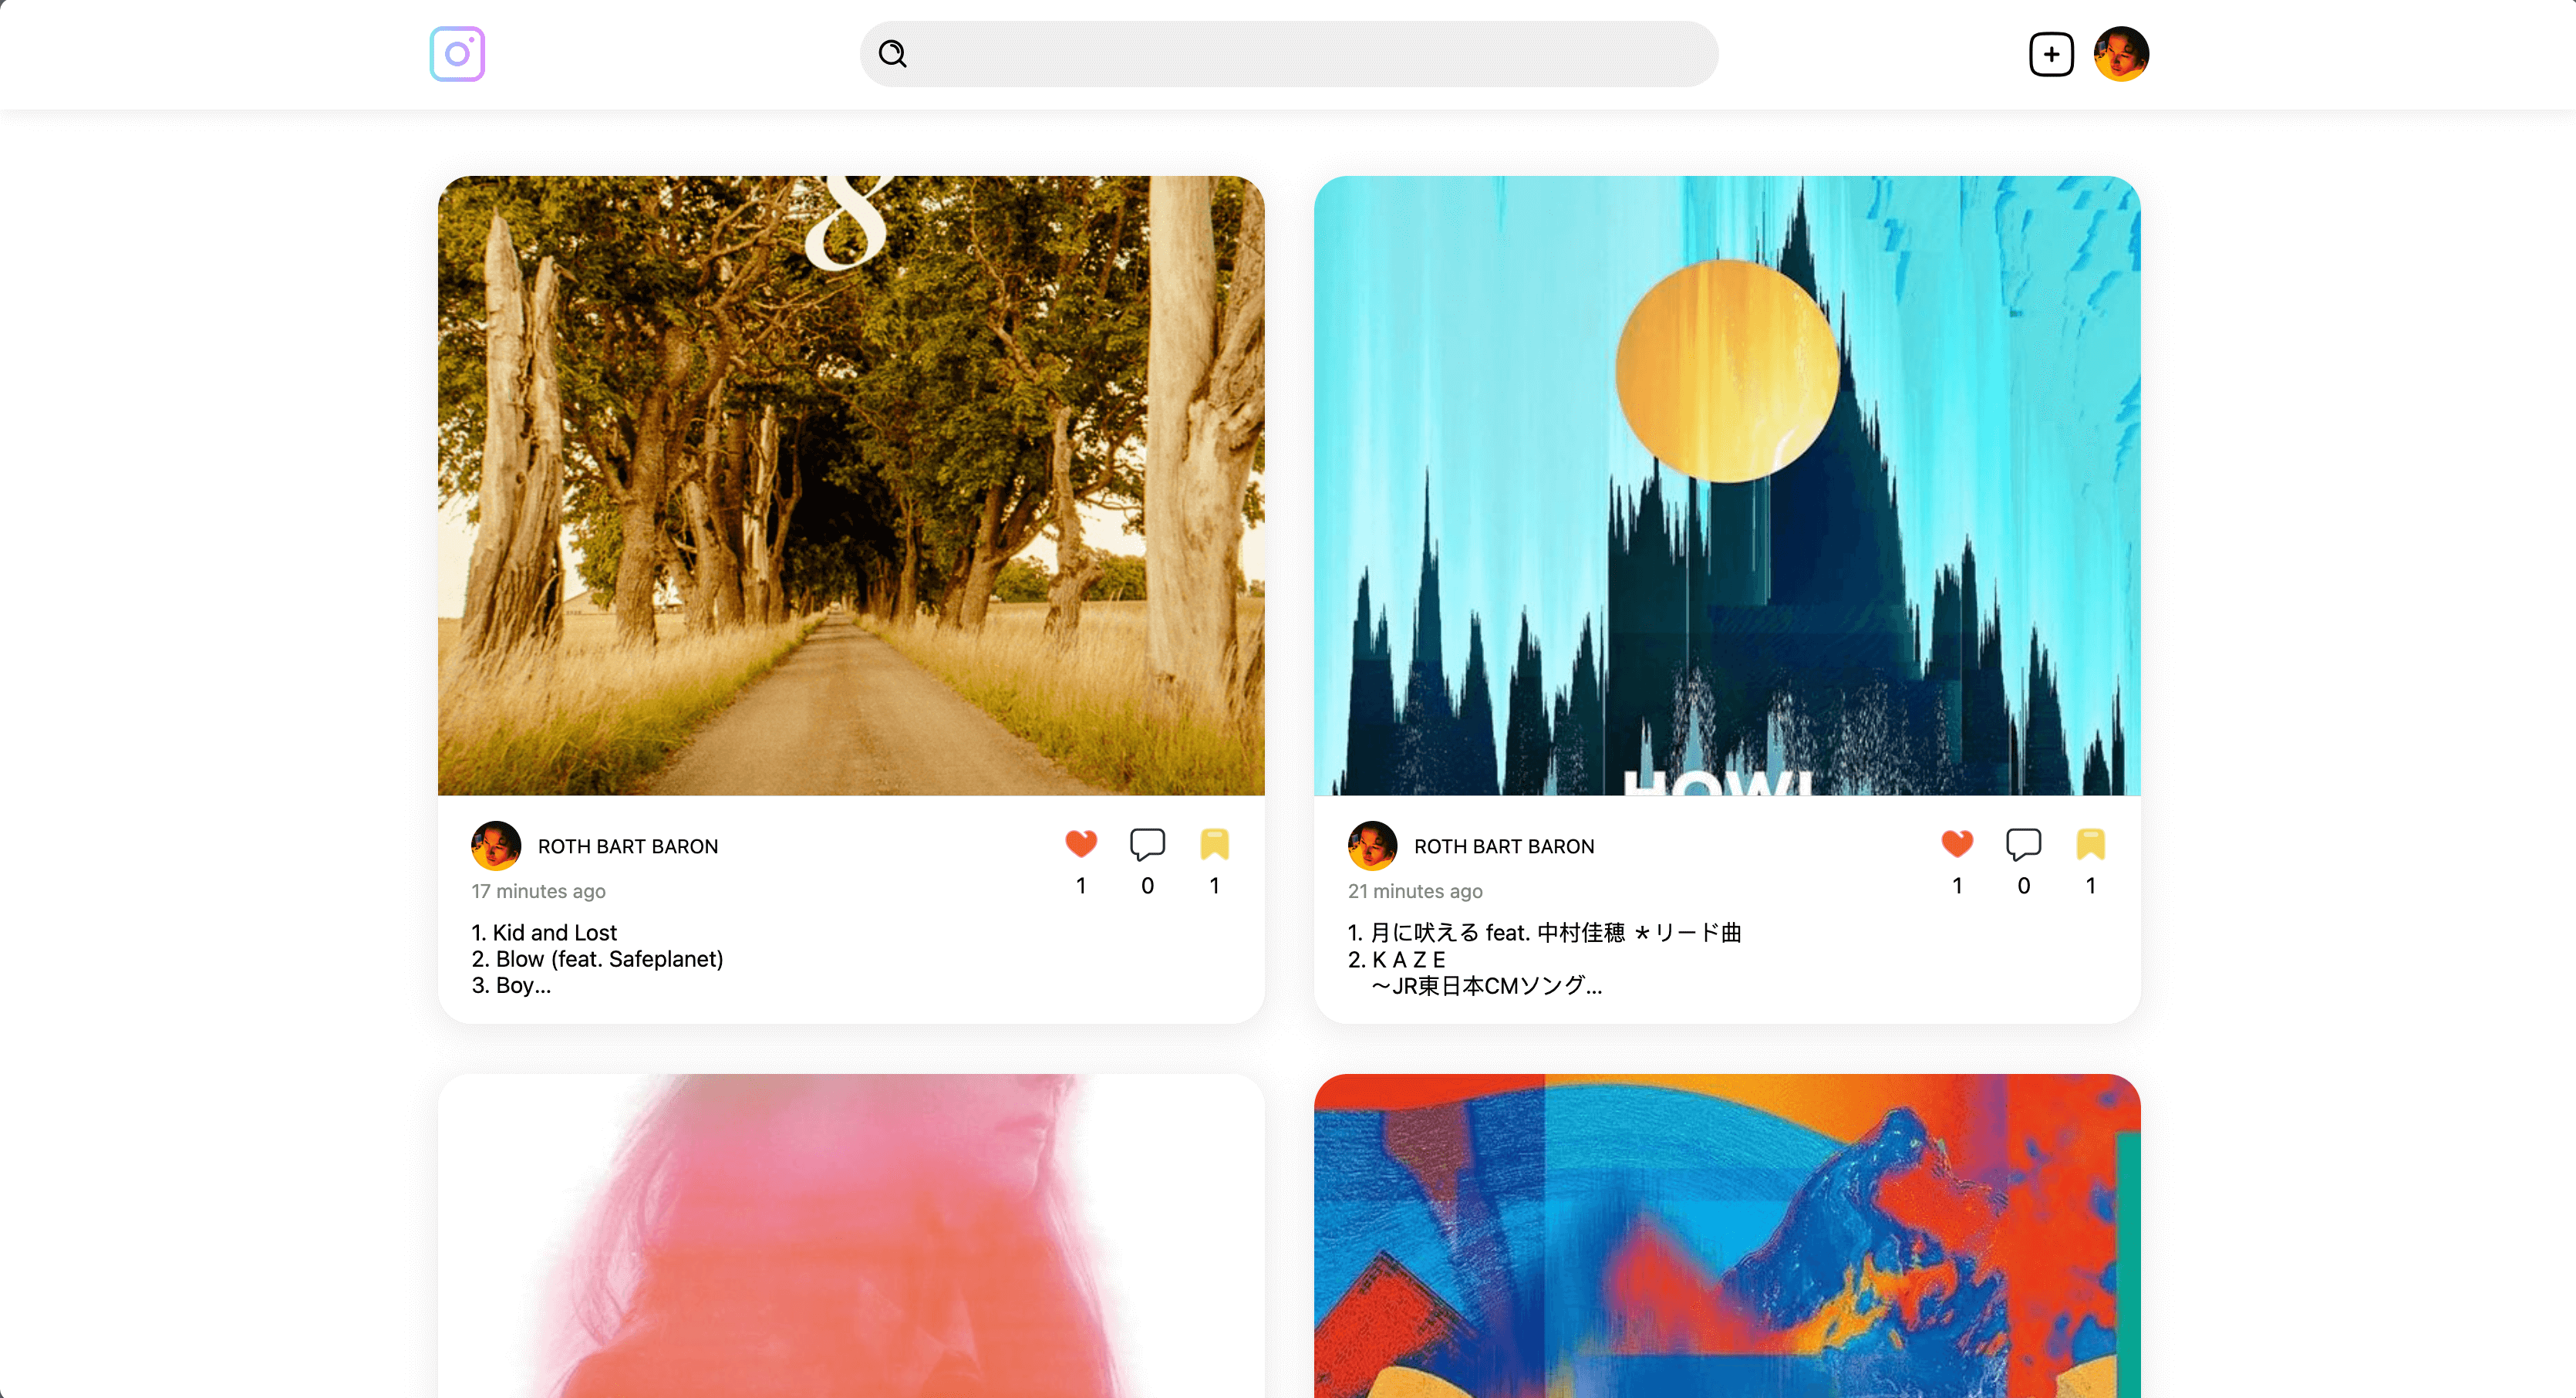 8
ROTH BART BARON
1
0
1
17 minutes ago
1. Kid and Lost
2. Blow (feat. Safeplanet)
3. Boy...
HOWL
ROTH BART BARON
1
0
1
21 minutes ago
1. 月に吠える feat. 中村佳穂 ＊リード曲
2. K A Z E
〜JR東日本CMソング...